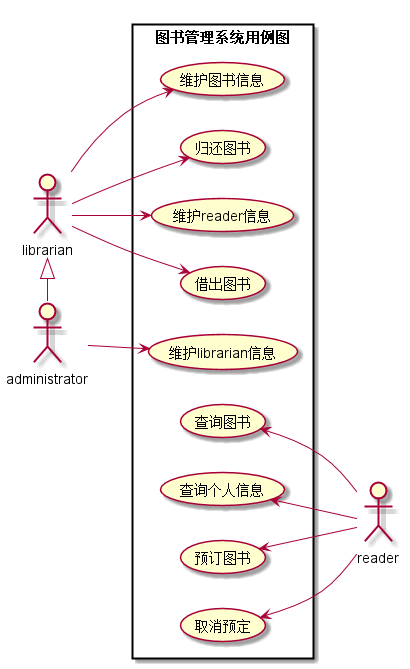 图书管理系统用例图
维护图书信息
归还图书
维护reader信息
借出图书
维护librarian信息
查询图书
查询个人信息
预订图书
取消预定
librarian
administrator
reader